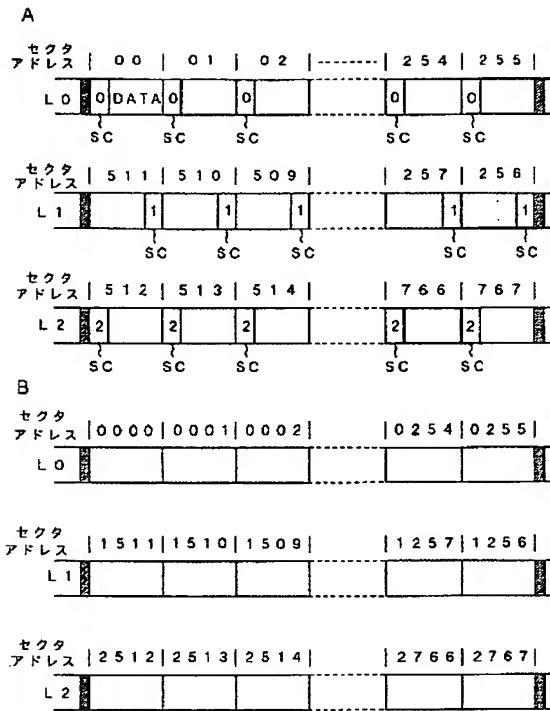 A
セクタ
アドレス | 00 | 01 | 02 | | 254 | 255 |
L0 0 DATA 0 0 0 0
SC SC SC SC SC
セクタ
アドレス | 511 | 510 | 509 | | 257 | 256 |
L1 1 1 1 1 1
SC SC SC SC SC
セクタ
アドレス | 512 | 513 | 514 | | 766 | 767 |
L2 2 2 2 2 2
SC SC SC SC SC
B
セクタ
アドレス | 0000 | 0001 | 0002 | | 0254 | 0255 |
L0
セクタ
アドレス | 1511 | 1510 | 1509 | | 1257 | 1256 |
L1
セクタ
アドレス | 2512 | 2513 | 2514 | | 2766 | 2767 |
L2